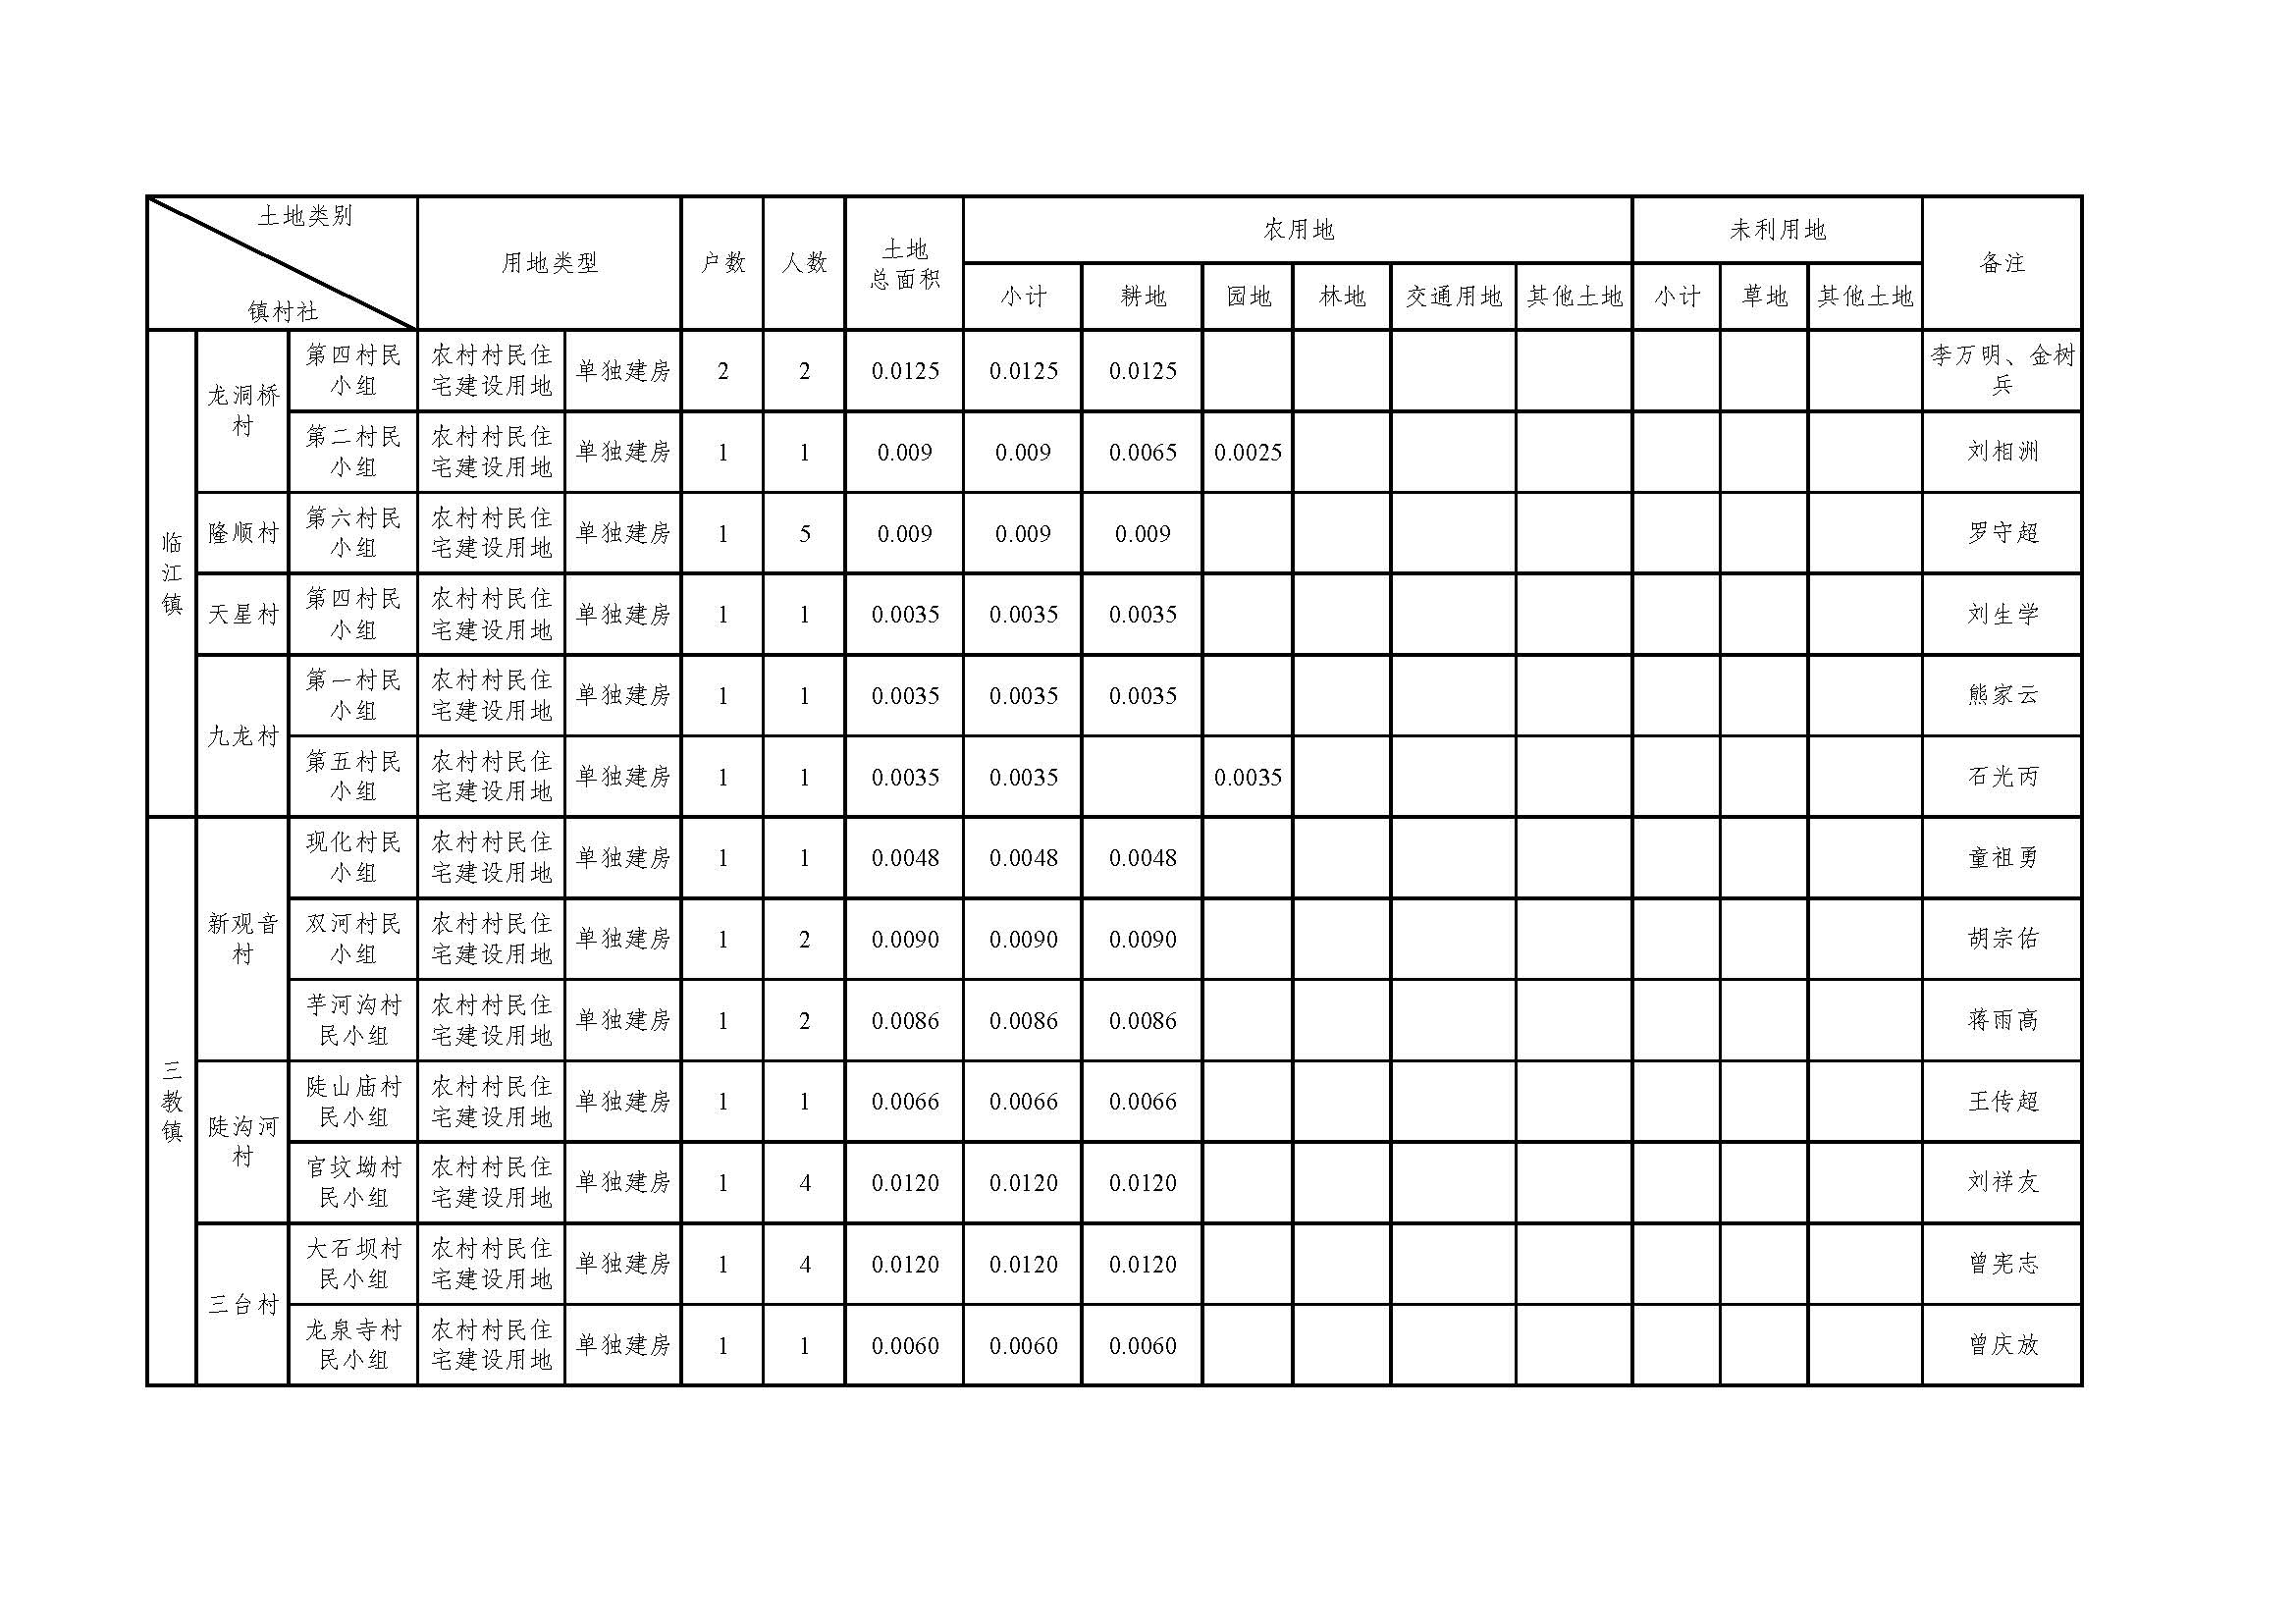 土地类别
镇村社
用地类型
户数
人数
土地
总面积
农用地
未利用地
备注
小计
耕地
园地
林地
交通用地
其他土地
小计
草地
其他土地
临
江
镇
龙洞桥
村
第四村民
小组
农村村民住
宅建设用地
单独建房
2
2
0.0125
0.0125
0.0125
李万明、金树
兵
第二村民
小组
农村村民住
宅建设用地
单独建房
1
1
0.009
0.009
0.0065
0.0025
刘相洲
隆顺村
第六村民
小组
农村村民住
宅建设用地
单独建房
1
5
0.009
0.009
0.009
罗守超
天星村
第四村民
小组
农村村民住
宅建设用地
单独建房
1
1
0.0035
0.0035
0.0035
刘生学
九龙村
第一村民
小组
农村村民住
宅建设用地
单独建房
1
1
0.0035
0.0035
0.0035
熊家云
第五村民
小组
农村村民住
宅建设用地
单独建房
1
1
0.0035
0.0035
0.0035
石光丙
三
教
镇
新观音
村
现化村民
小组
农村村民住
宅建设用地
单独建房
1
1
0.0048
0.0048
0.0048
童祖勇
双河村民
小组
农村村民住
宅建设用地
单独建房
1
2
0.0090
0.0090
0.0090
胡宗佑
芋河沟村
民小组
农村村民住
宅建设用地
单独建房
1
2
0.0086
0.0086
0.0086
蒋雨高
陡沟河
村
陡山庙村
民小组
农村村民住
宅建设用地
单独建房
1
1
0.0066
0.0066
0.0066
王传超
官坟坳村
民小组
农村村民住
宅建设用地
单独建房
1
4
0.0120
0.0120
0.0120
刘祥友
三台村
大石坝村
民小组
农村村民住
宅建设用地
单独建房
1
4
0.0120
0.0120
0.0120
曾宪志
龙泉寺村
民小组
农村村民住
宅建设用地
单独建房
1
1
0.0060
0.0060
0.0060
曾庆放